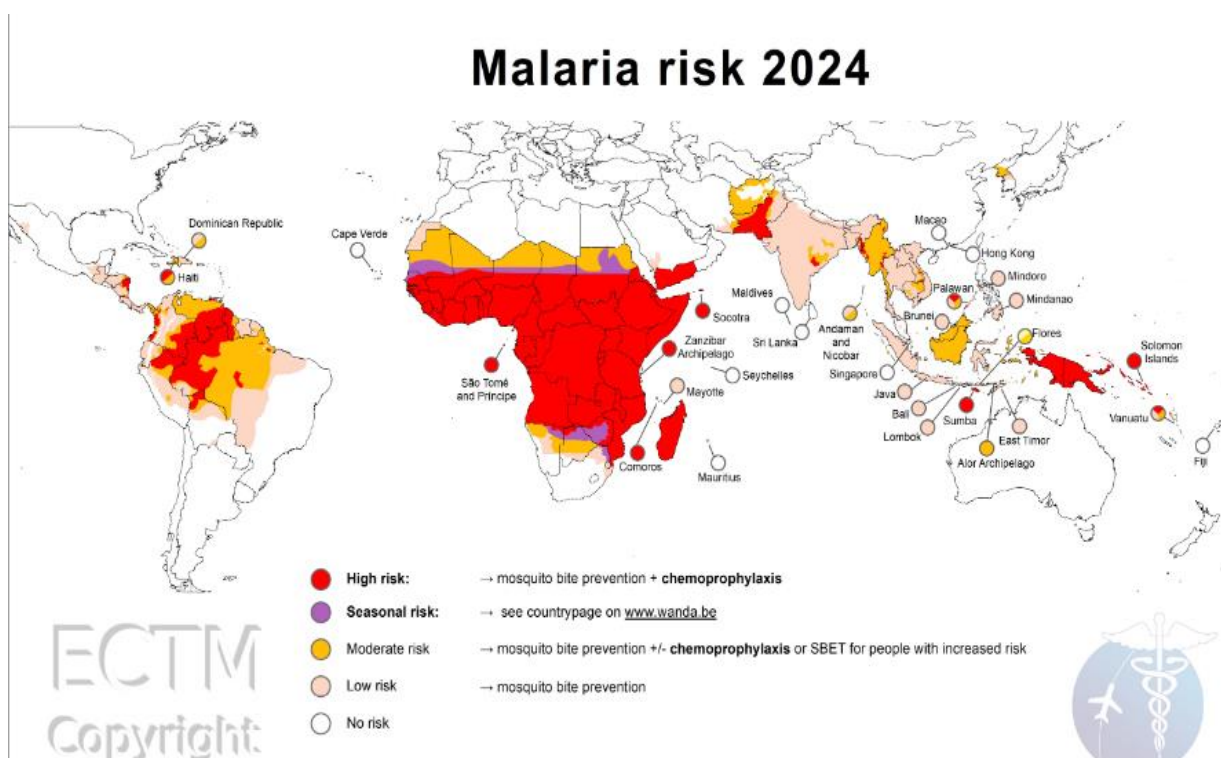 Malaria risk 2024
Dominican Republic
Haiti
Cape Verde
São Tomé
and Príncipe
Socotra
Zanzibar
Archipelago
Seychelles
Mayotte
Comoros
Mauritius
Maldives
Sri Lanka
Andaman
and
Nicobar
Macao
Hong Kong
Mindoro
Palawan
Mindanao
Brunei
Flores
Singapore
Java
Bali
Lombok
Sumba
East Timor
Alor Archipelago
Solomon
Islands
Vanuatu
Fiji
High risk: → mosquito bite prevention + chemoprophylaxis
Seasonal risk: → see countrypage on www.wanda.be
Moderate risk → mosquito bite prevention +/- chemoprophylaxis or SBET for people with increased risk
Low risk → mosquito bite prevention
No risk
ECTM
Copyright